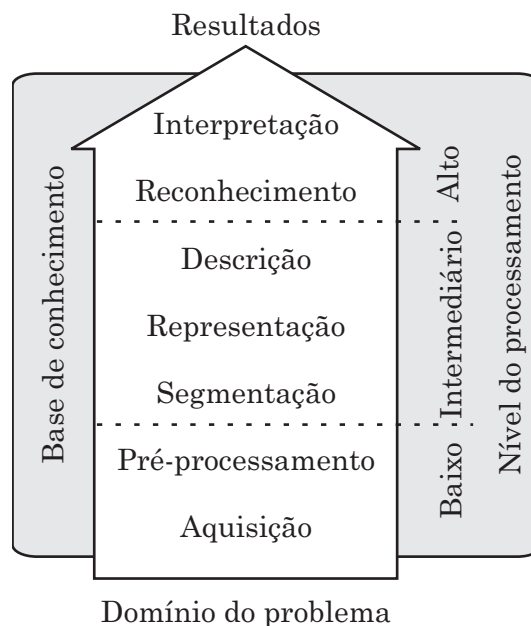 Resultados
Interpretação
Reconhecimento
Descrição
Representação
Segmentação
Pré-processamento
Aquisição
Base de conhecimento
Alto
Intermediário
Baixo
Nível do processamento
Domínio do problema